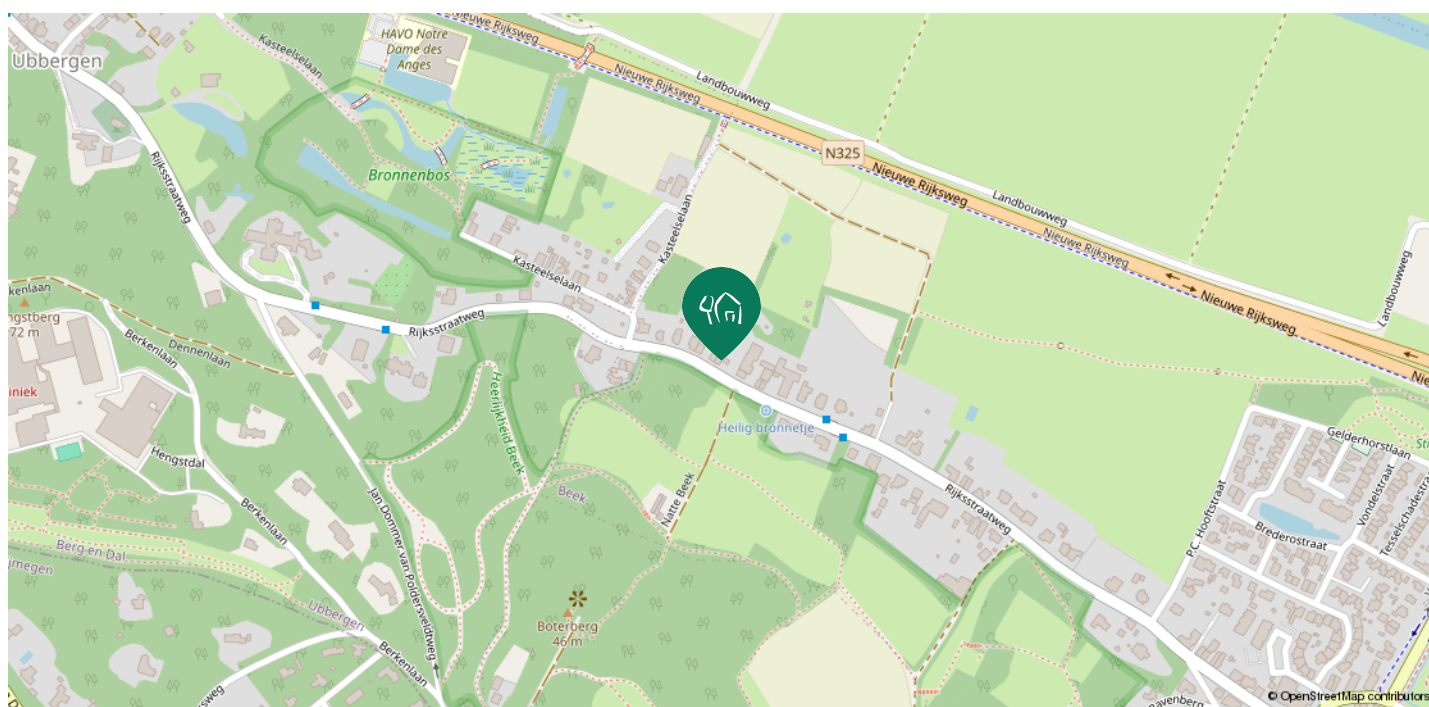 Ubbergen
Kasteelselaan
HAVO Notre
Dame des
Anges
Nieuwe Rijksweg
Nieuwe Rijksweg
Landbouwweg
N325
Nieuwe Rijksweg
Landbouwweg
Nieuwe Rijksweg
Nieuwe Rijksweg
Landbouwweg
Rijksstraatweg
Bronnenbos
Kasteelselaan
Kasteelselaan
Rijksstraatweg
72 m
Berkenlaan
Dennenlaan
Heerlijkheid Beek
Heilig bronnetje
Hengstdal
Berkenlaan
Jan Dommer van Poldersveldtweg
Beek
Natte Beek
Rijksstraatweg
Gelderhorstlaan
P.C. Hooftstraat
Vondelstraat
Brederostraat
Berg en Dal
Ubbergen
Berkenlaan
Boterberg
46 m
© OpenStreetMap contributors